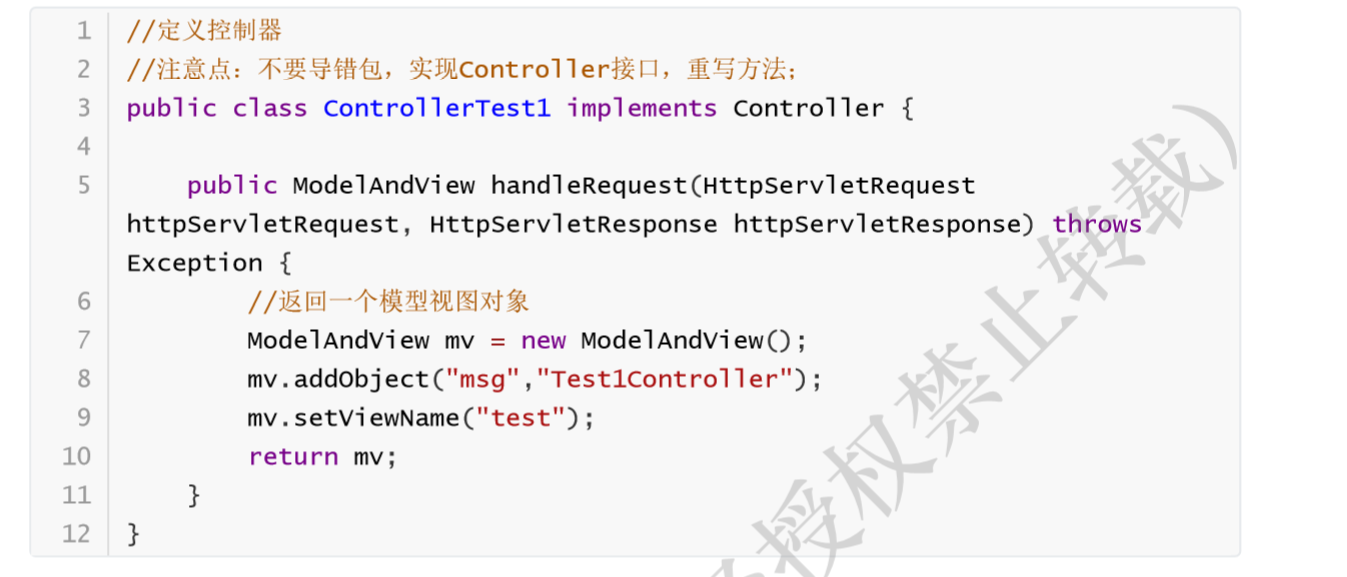 1 //定义控制器
2 //注意点：不要导错包，实现Controller接口，重写方法；
3 public class ControllerTest1 implements Controller {
4
5     public ModelAndView handleRequest(HttpServletRequest
httpServletRequest, HttpServletResponse httpServletResponse) throws
Exception {
6         //返回一个模型视图对象
7         ModelAndView mv = new ModelAndView();
8         mv.addObject("msg","Test1Controller");
9         mv.setViewName("test");
10         return mv;
11     }
12 }
授权禁止转载）